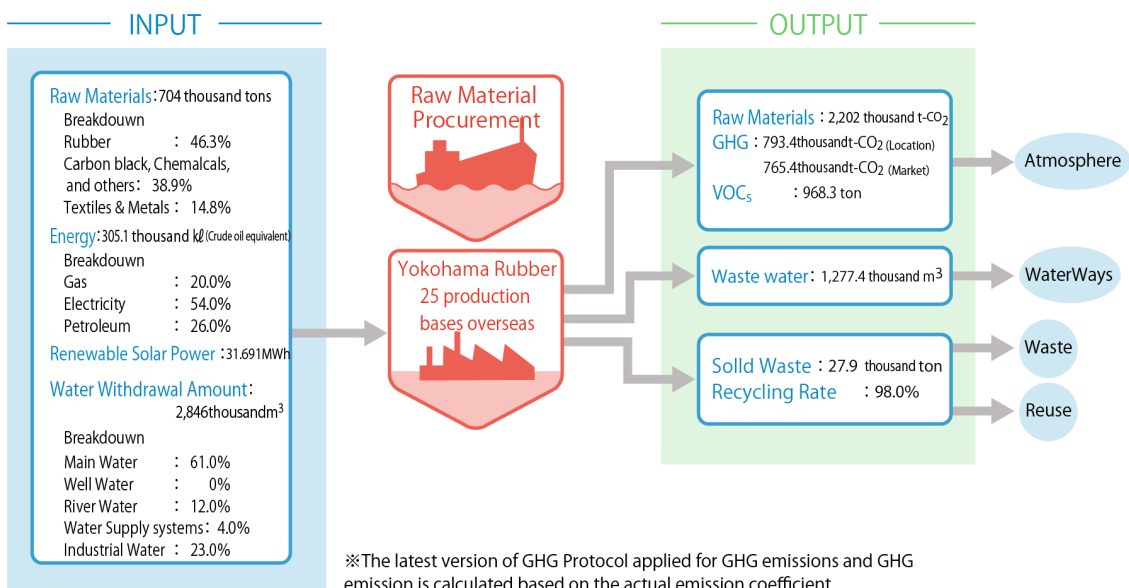 INPUT
Raw Materials:704 thousand tons
Breakdown
Rubber : 46.3%
Carbon black, Chemalcals,
and others: 38.9%
Textiles & Metals : 14.8%
Energy:305.1 thousand kℓ (Crude oil equivalent)
Breakdown
Gas : 20.0%
Electricity : 54.0%
Petroleum : 26.0%
Renewable Solar Power :31.691MWh
Water Withdrawal Amount:
2,846thousandm³
Breakdoun
Main Water : 61.0%
Well Water : 0%
River Water : 12.0%
Water Supply systems: 4.0%
Industrial Water : 23.0%
Raw Material
Procurement
Yokohama Rubber
25 production
bases overseas
OUTPUT
Raw Materials : 2,202 thousand t-CO₂
GHG : 793.4thousandt-CO₂ (Location)
765.4thousandt-CO₂ (Market)
VOCs : 968.3 ton
Waste water: 1,277.4 thousand m³
Solld Waste : 27.9 thousand ton
Recycling Rate : 98.0%
Atmosphere
WaterWays
Waste
Reuse
※The latest version of GHG Protocol applied for GHG emissions and GHG
emission is calculated based on the actual emission coefficient